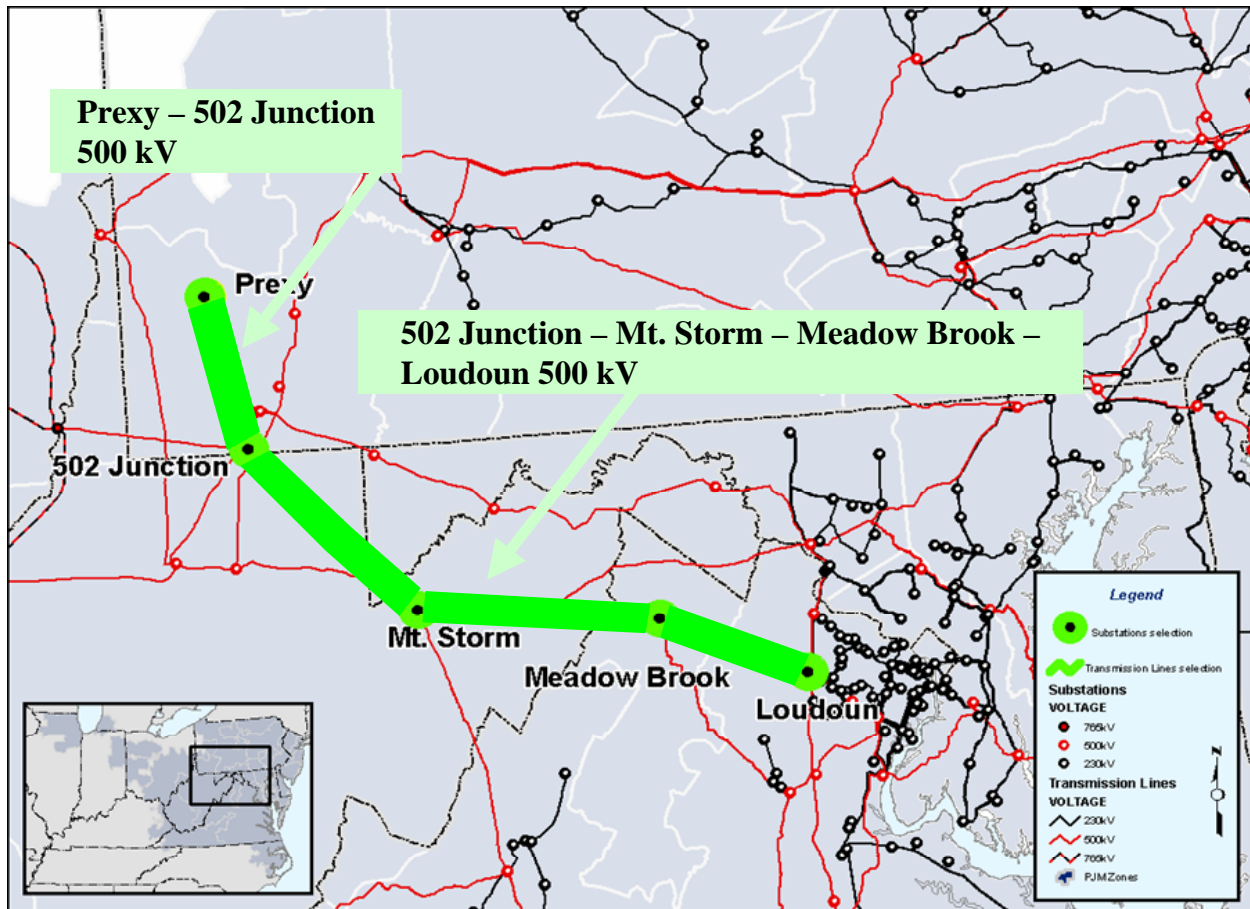 Prexy – 502 Junction
500 kV
Prexy
502 Junction – Mt. Storm – Meadow Brook –
Loudoun 500 kV
502 Junction
Mt. Storm
Meadow Brook
Loudoun
Legend
Substations selection
Transmission Lines selection
Substations
VOLTAGE
765kV
500kV
230kV
Transmission Lines
VOLTAGE
230kV
500kV
765kV
PJM Zones
N